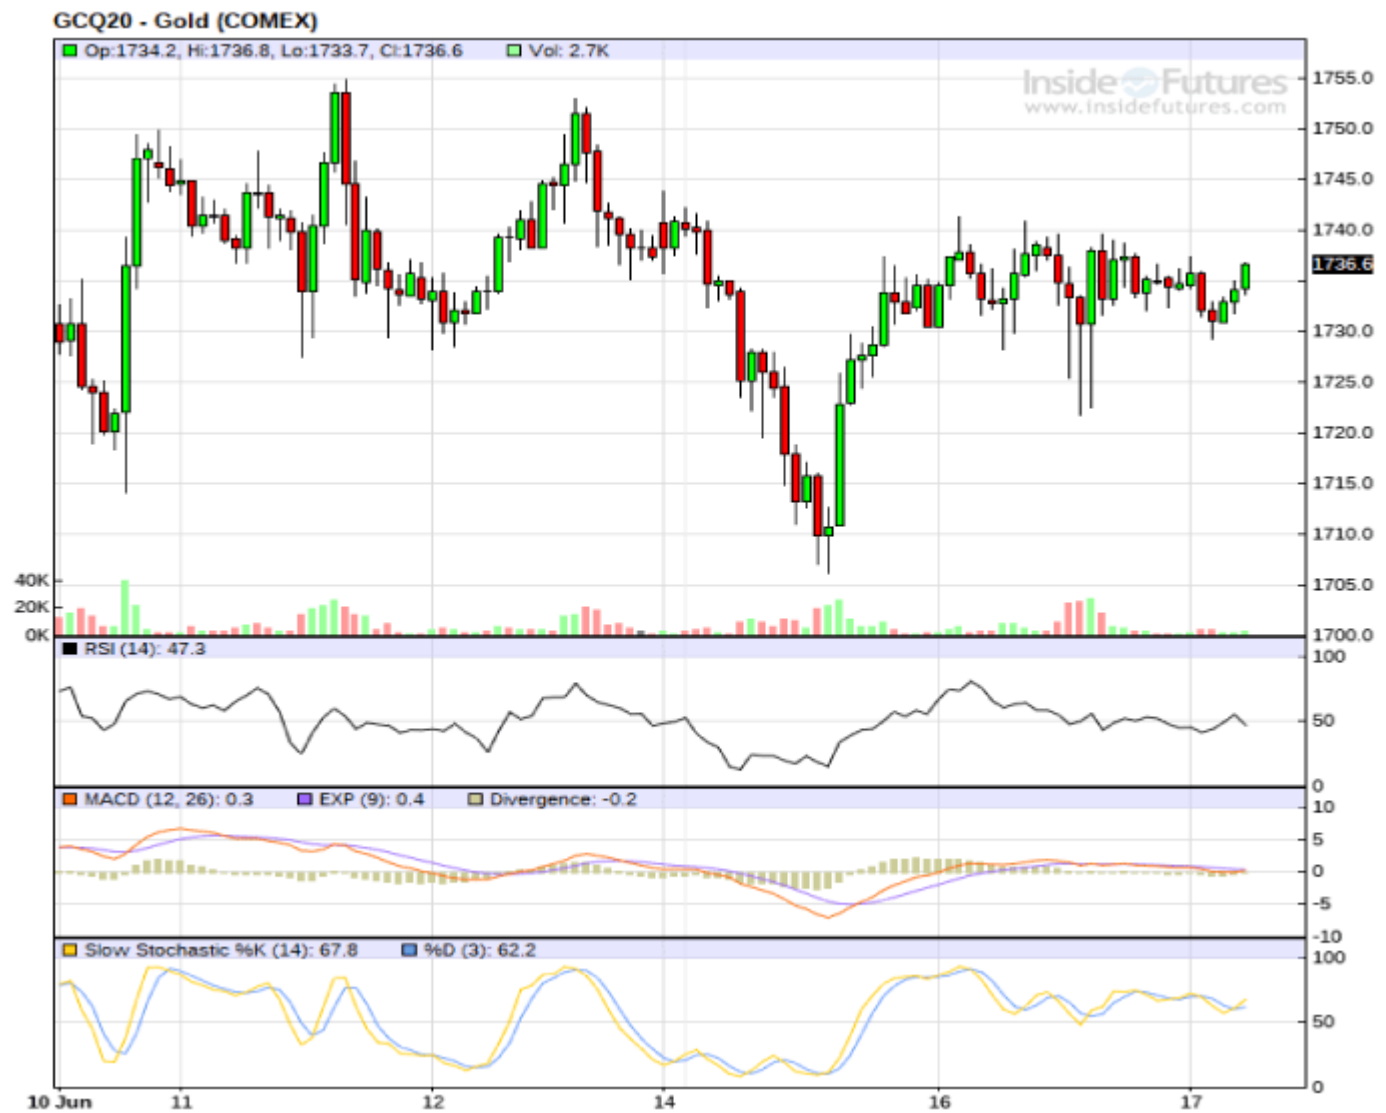 GCQ20 - Gold (COMEX)
Op:1734.2, Hi:1736.8, Lo:1733.7, Cl:1736.6 Vol: 2.7K
Inside Futures
www.insidefutures.com
1755.0
1750.0
1745.0
1740.0
1736.6
1730.0
1725.0
1720.0
1715.0
1710.0
1705.0
1700.0
40K
20K
0K
RSI (14): 47.3
100
50
0
MACD (12, 26): 0.3 EXP (9): 0.4 Divergence: -0.2
10
5
0
-5
-10
Slow Stochastic %K (14): 67.8 %D (3): 62.2
100
50
0
10 Jun 11 12 14 16 17